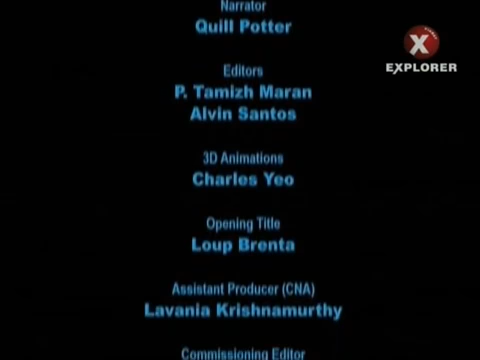 Narrator
Quill Potter
X
EXPLORER
Editors
P. Tamizh Maran
Alvin Santos
3D Animations
Charles Yeo
Opening Title
Loup Brenta
Assistant Producer (CNA)
Lavania Krishnamurthy
Commissioning Editor